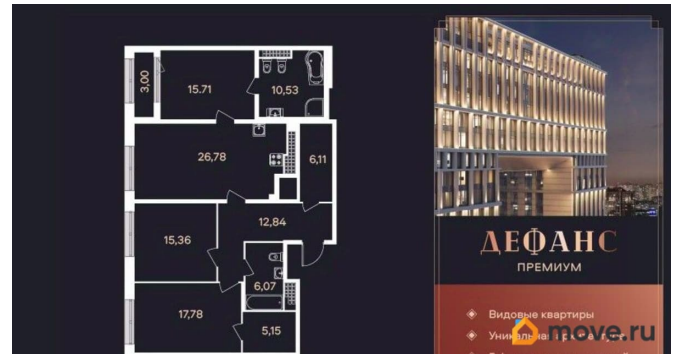 3,00
15.71
10,53
26,78
6,11
12,84
15,36
6,07
17,78
5,15
ДЕФАНС
ПРЕМИУМ
Видовые квартиры
move.ru